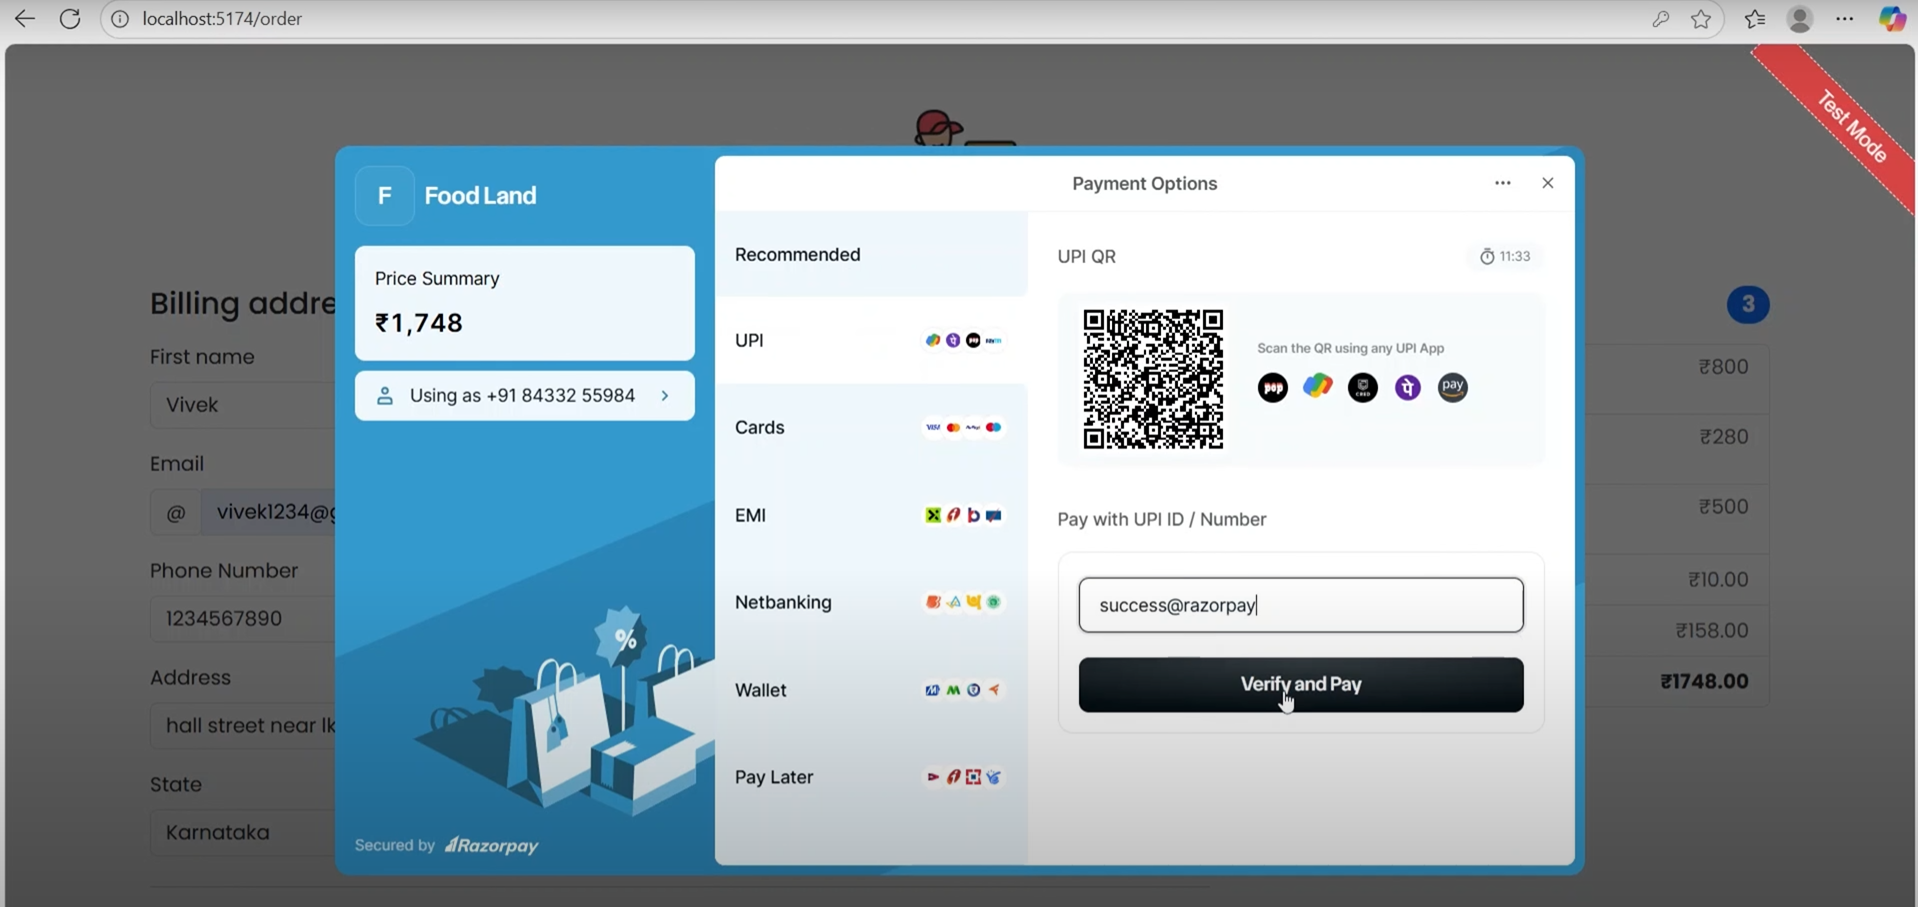 localhost:5174/order
Test Mode
F
Food Land
Price Summary
₹1,748
Using as +91 84332 55984
Secured by Razorpay
Payment Options
Recommended
UPI
Cards
VISA
EMI
Netbanking
Wallet
Pay Later
UPI QR
11:33
Scan the QR using any UPI App
pop
CRED
pay
Pay with UPI ID / Number
success@razorpay
Verify and Pay
Billing addre
First name
Vivek
Email
@
vivek1234@g
Phone Number
1234567890
Address
hall street near lk
State
Karnataka
3
₹800
₹280
₹500
₹10.00
₹158.00
₹1748.00